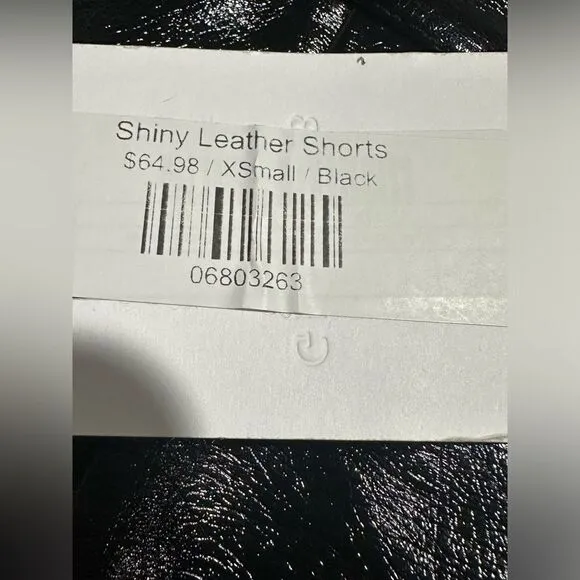 Shiny Leather Shorts
$64.98 / XSmall / Black
06803263